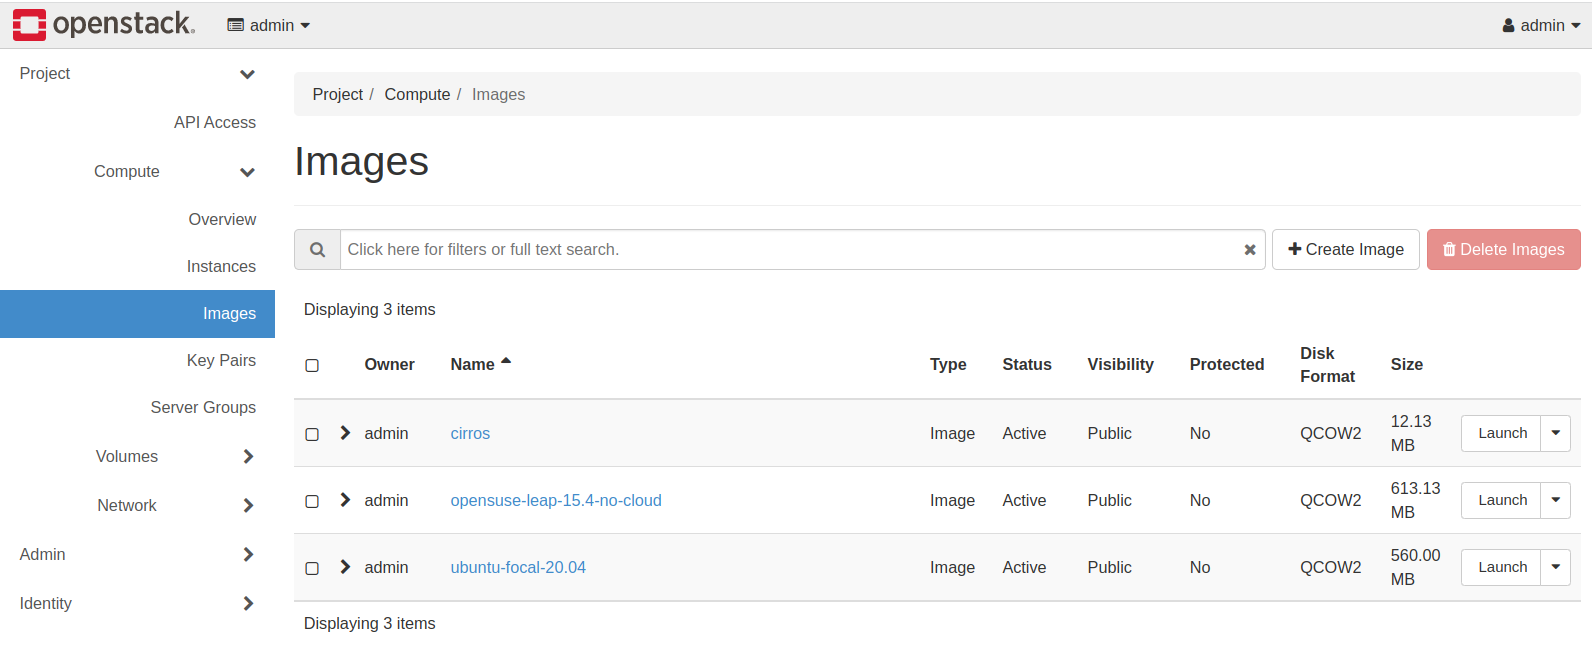 openstack. admin admin
Project
API Access
Compute
Overview
Instances
Images
Key Pairs
Server Groups
Volumes
Network
Admin
Identity
Project / Compute / Images
Images
Click here for filters or full text search. Create Image Delete Images
Displaying 3 items
Owner Name Type Status Visibility Protected Disk Format Size
admin cirros Image Active Public No QCOW2 12.13 MB Launch
admin opensuse-leap-15.4-no-cloud Image Active Public No QCOW2 613.13 MB Launch
admin ubuntu-focal-20.04 Image Active Public No QCOW2 560.00 MB Launch
Displaying 3 items